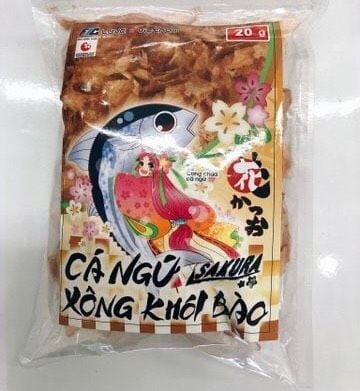 20 g
花
かつお
Công chúa
cá ngừ
CÁ NGỪ SAKURA
XÔNG KHÓI BÀO